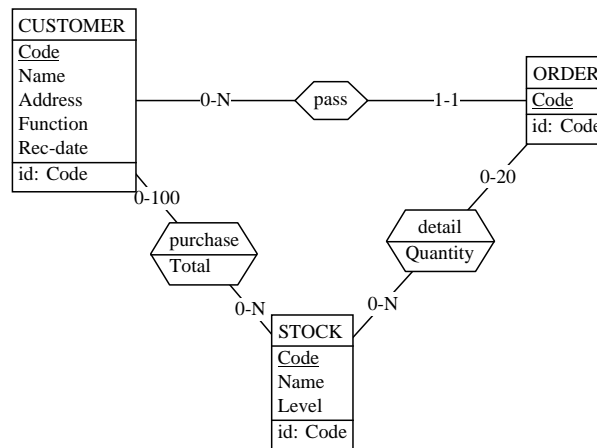 CUSTOMER
Code
Name
Address
Function
Rec-date
id: Code
0-N
pass
1-1
ORDER
Code
id: Code
0-100
purchase
Total
0-N
0-20
detail
Quantity
0-N
STOCK
Code
Name
Level
id: Code